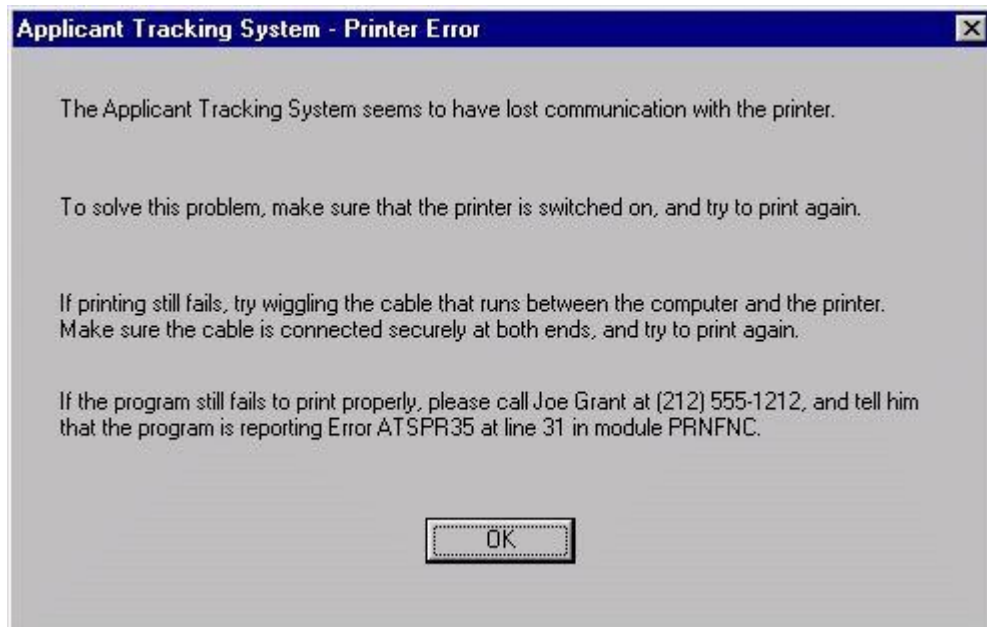 Applicant Tracking System - Printer Error
The Applicant Tracking System seems to have lost communication with the printer.
To solve this problem, make sure that the printer is switched on, and try to print again.
If printing still fails, try wiggling the cable that runs between the computer and the printer.
Make sure the cable is connected securely at both ends, and try to print again.
If the program still fails to print properly, please call Joe Grant at (212) 555-1212, and tell him
that the program is reporting Error ATSPR35 at line 31 in module PRNFNC.
OK